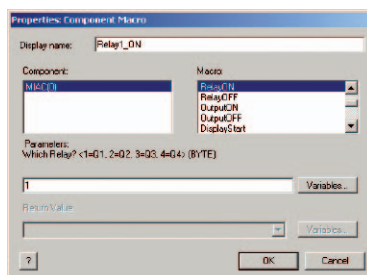 Properties: Component Macro
Display name: Relay1_ON
Component: Macro:
MIAC(0) RelayON
RelayOFF
OutputON
OutputOFF
DisplayStart
Parameters:
Which Relay? <1=Q1, 2=Q2, 3=Q3, 4=Q4> (BYTE)
1 Variables...
Return Value:
Variables...
? OK Cancel